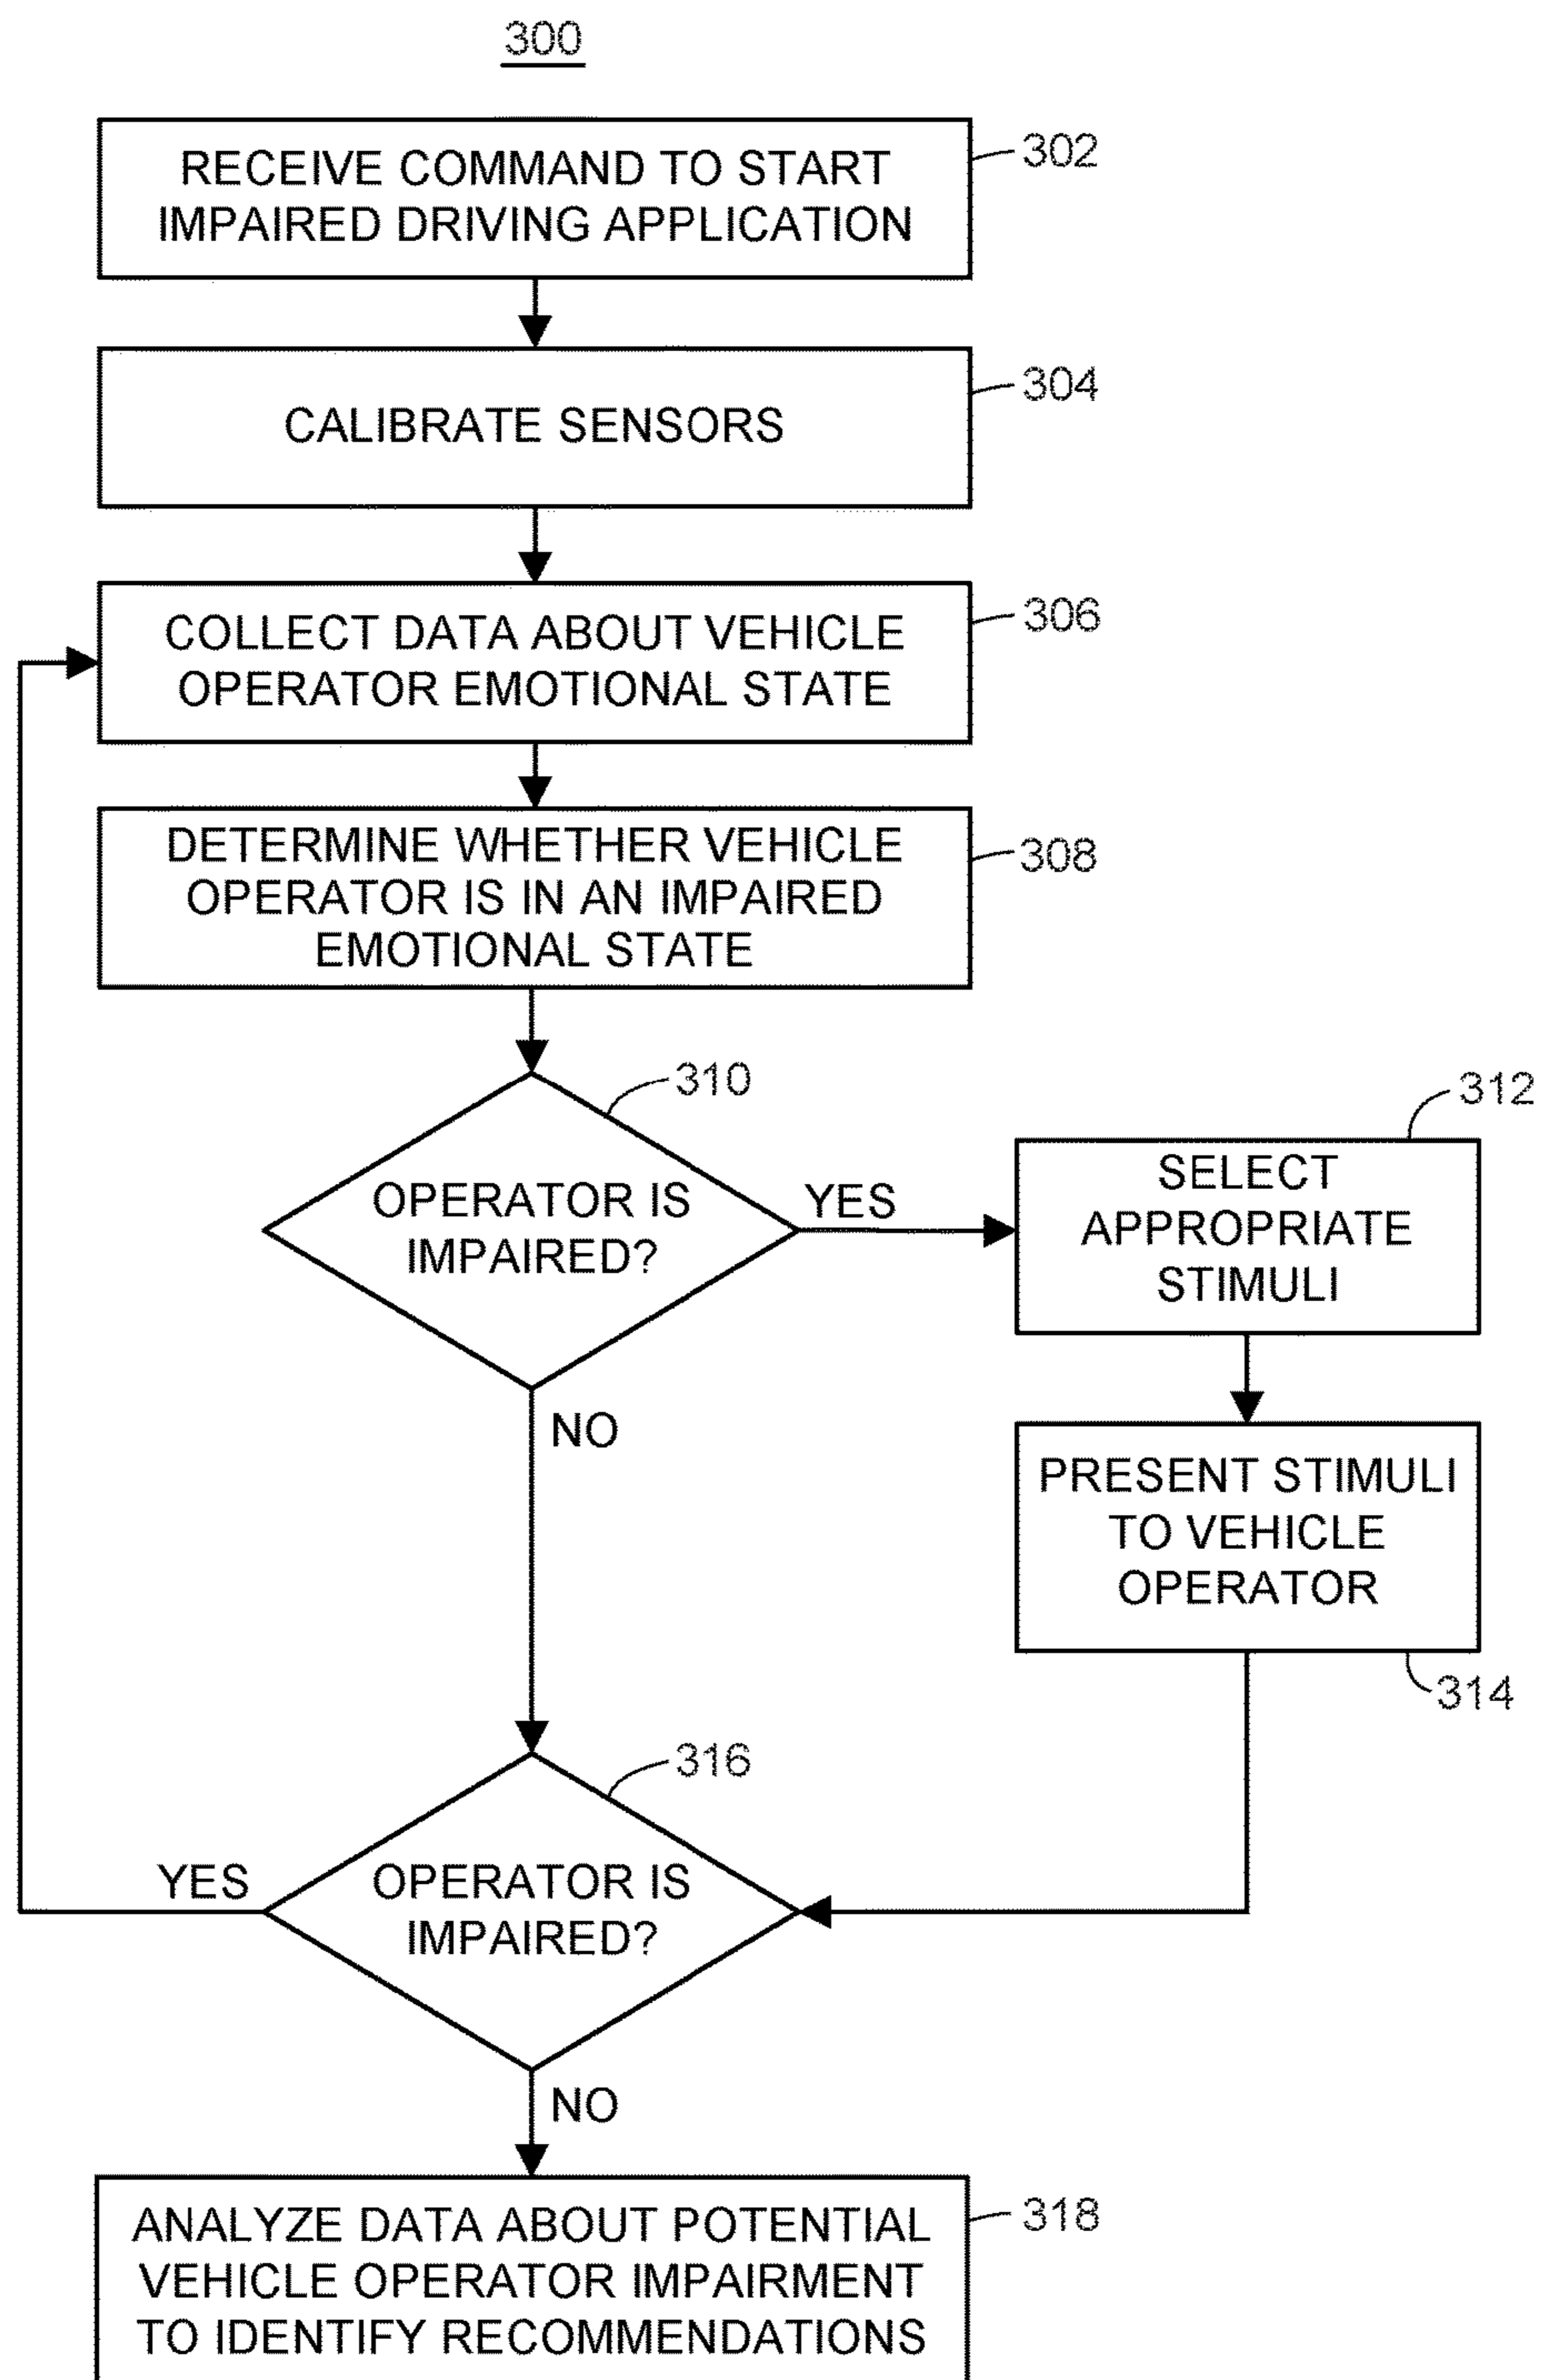 300
RECEIVE COMMAND TO START
IMPAIRED DRIVING APPLICATION
302
CALIBRATE SENSORS
304
COLLECT DATA ABOUT VEHICLE
OPERATOR EMOTIONAL STATE
306
DETERMINE WHETHER VEHICLE
OPERATOR IS IN AN IMPAIRED
EMOTIONAL STATE
308
310
OPERATOR IS
IMPAIRED?
YES
312
SELECT
APPROPRIATE
STIMULI
NO
PRESENT STIMULI
TO VEHICLE
OPERATOR
314
316
OPERATOR IS
IMPAIRED?
YES
NO
ANALYZE DATA ABOUT POTENTIAL
VEHICLE OPERATOR IMPAIRMENT
TO IDENTIFY RECOMMENDATIONS
318